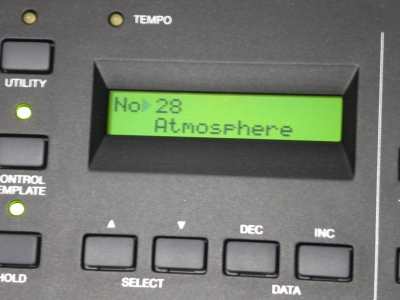 TEMPO
UTILITY
No▶28
Atmosphere
CONTROL
TEMPLATE
HOLD
▲ ▼ DEC INC
SELECT DATA